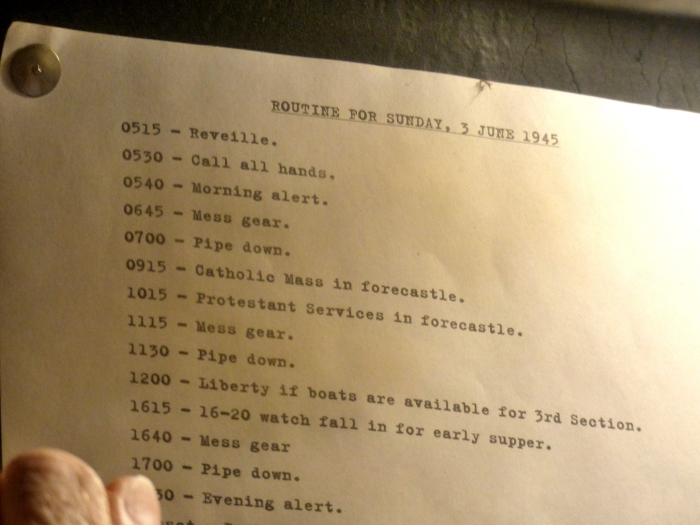 ROUTINE FOR SUNDAY, 3 JUNE 1945
0515 - Reveille.
0530 - Call all hands.
0540 - Morning alert.
0645 - Mess gear.
0700 - Pipe down.
0915 - Catholic Mass in forecastle.
1015 - Protestant Services in forecastle.
1115 - Mess gear.
1130 - Pipe down.
1200 - Liberty if boats are available for 3rd Section.
1615 - 16-20 watch fall in for early supper.
1640 - Mess gear
1700 - Pipe down.
30 - Evening alert.